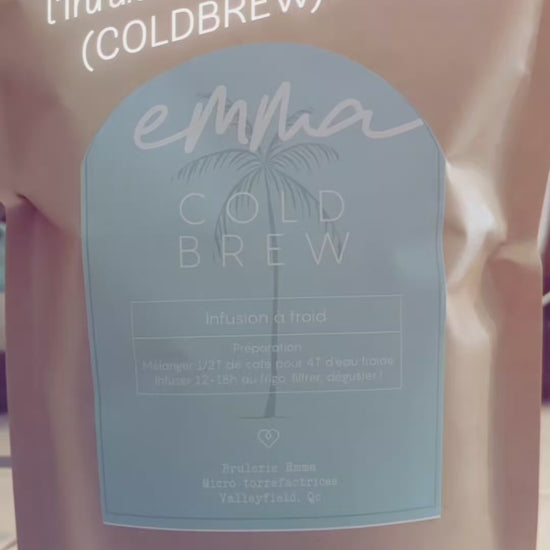 (COLDBREW)
emma
COLD
BREW
Infusion à froid
Préparation
Mélanger 1/2T de café pour 4T d'eau froide
Infuser 12-18h au frigo, filtrer, déguster!
Brulerie Emma
Micro torréfactrices
Valleyfield, Qc